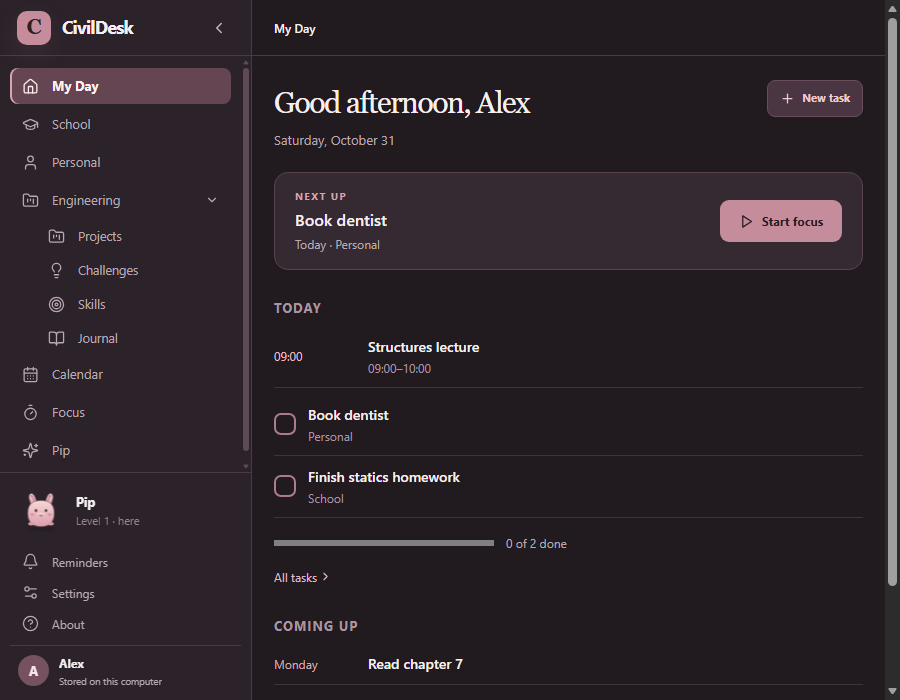 C CivilDesk
My Day
School
Personal
Engineering
Projects
Challenges
Skills
Journal
Calendar
Focus
Pip
Pip
Level 1 · here
Reminders
Settings
About
A
Alex
Stored on this computer
My Day
Good afternoon, Alex
New task
Saturday, October 31
NEXT UP
Book dentist
Today · Personal
Start focus
TODAY
09:00
Structures lecture
09:00–10:00
Book dentist
Personal
Finish statics homework
School
0 of 2 done
All tasks
COMING UP
Monday
Read chapter 7